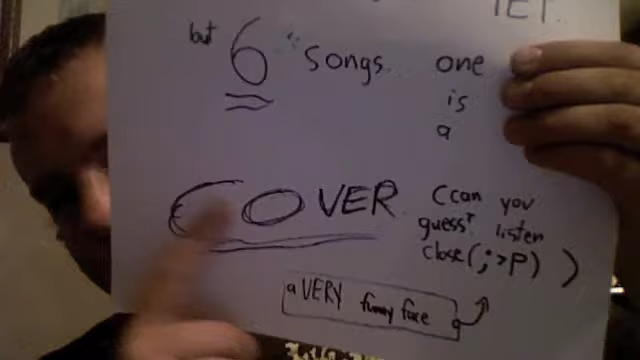 but 6 songs... one
is
a
COVER. (can you
guess? listen
close(;>P) )
a VERY funny face